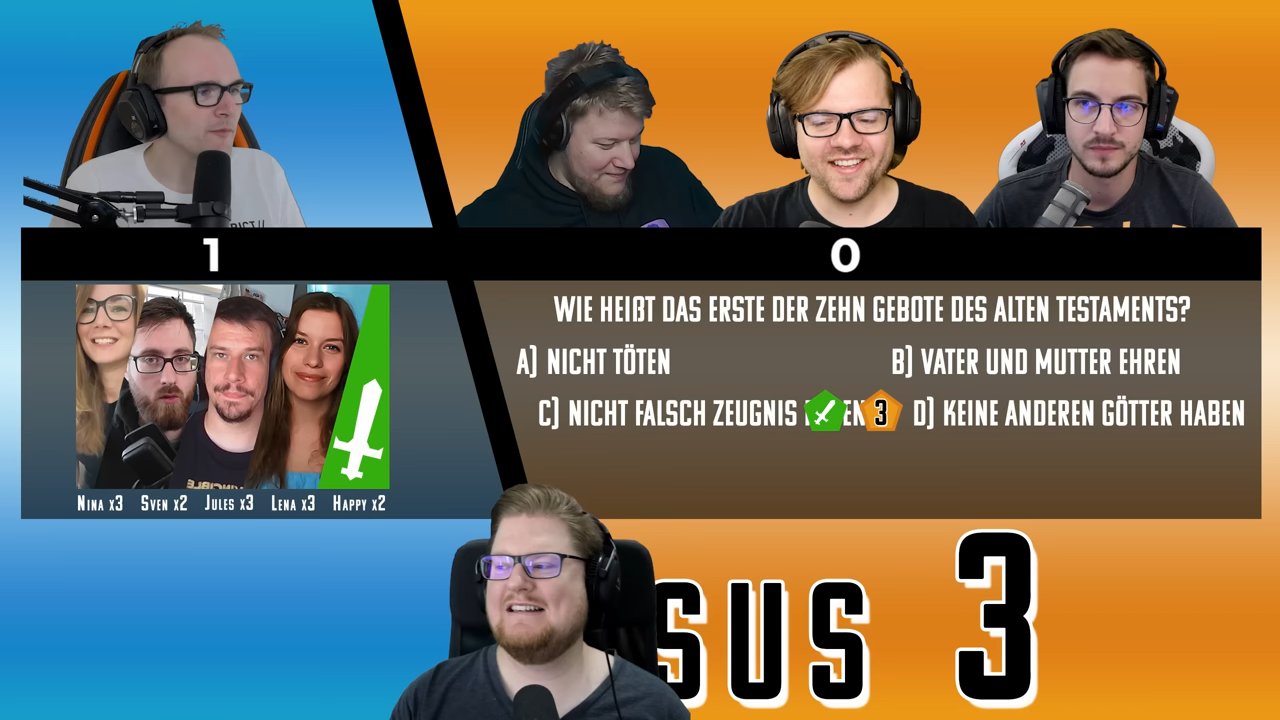 1
0
WIE HEIẞT DAS ERSTE DER ZEHN GEBOTE DES ALTEN TESTAMENTS?
A) NICHT TÖTEN
B) VATER UND MUTTER EHREN
C) NICHT FALSCH ZEUGNIS
3
D) KEINE ANDEREN GÖTTER HABEN
NINA X3
SVEN X2
JULES X3
LENA X3
HAPPY X2
SUS 3